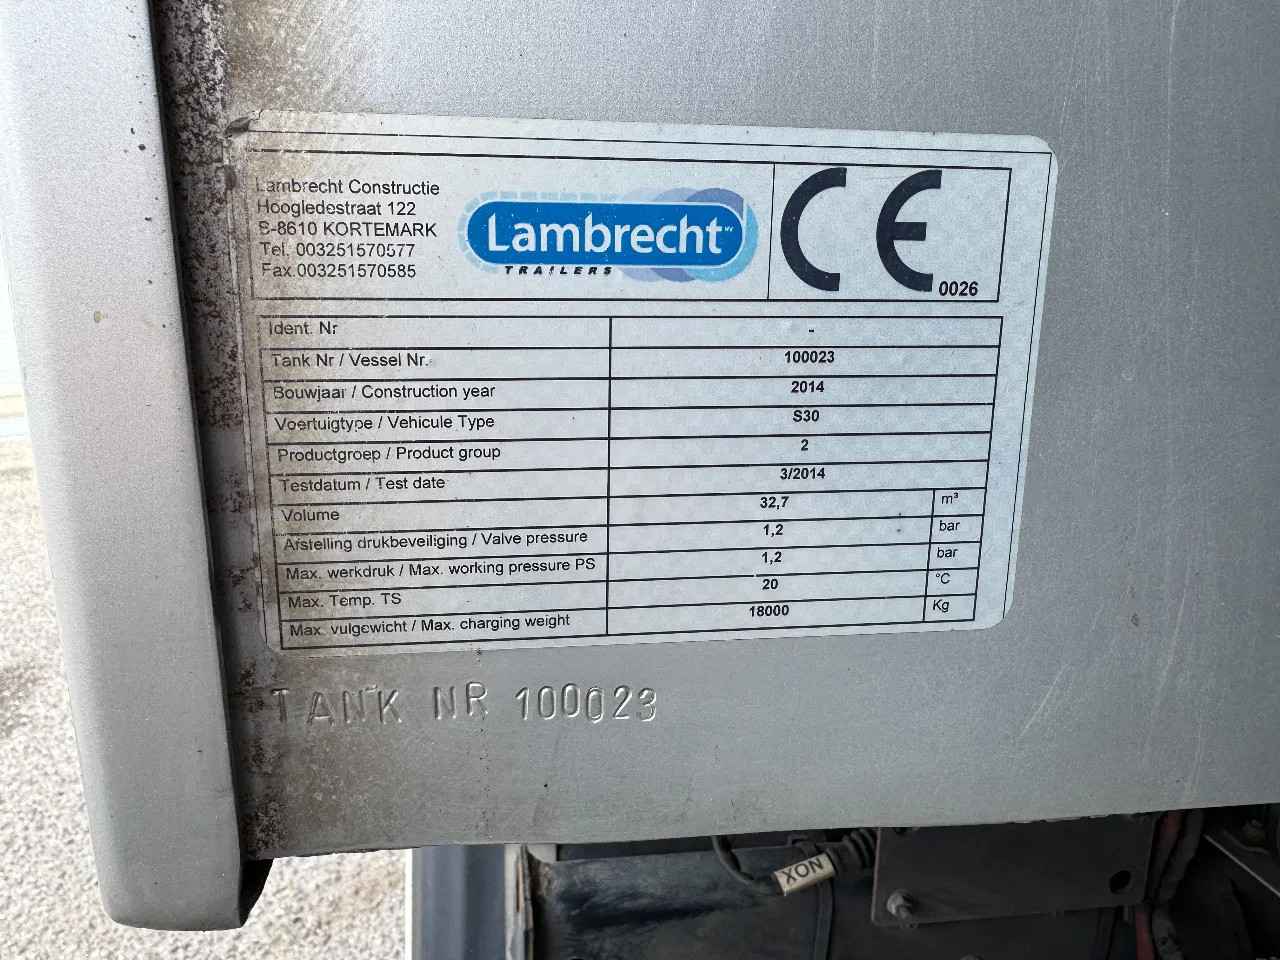 Lambrecht Constructie
Hoogledestraat 122
B-8610 KORTEMARK
Tel. 003251570577
Fax.003251570585
Lambrecht NV
TRAILERS
CE
0026
Ident. Nr -
Tank Nr / Vessel Nr. 100023
Bouwjaar / Construction year 2014
Voertuigtype / Vehicule Type S30
Productgroep / Product group 2
Testdatum / Test date 3/2014
Volume 32,7 m³
Afstelling drukbeveiliging / Valve pressure 1,2 bar
Max. werkdruk / Max. working pressure PS 1,2 bar
Max. Temp. TS 20 °C
Max. vulgewicht / Max. charging weight 18000 Kg
TANK NR 100023
NOX